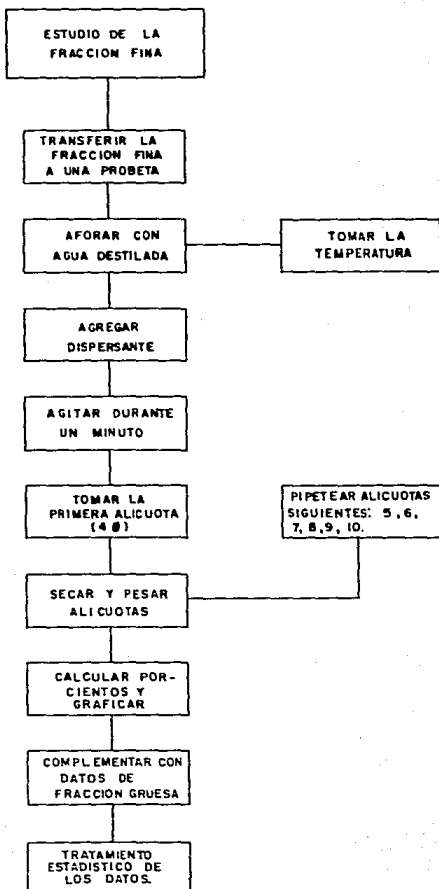 ESTUDIO DE LA
FRACCION FINA
TRANSFERIR LA
FRACCION FINA
A UNA PROBETA
AFORAR CON
AGUA DESTILADA
TOMAR LA
TEMPERATURA
AGREGAR
DISPERSANTE
AGITAR DURANTE
UN MINUTO
TOMAR LA
PRIMERA ALICUOTA
(4 Ø)
PIPETEAR ALICUOTAS
SIGUIENTES: 5, 6,
7, 8, 9, 10.
SECAR Y PESAR
ALICUOTAS
CALCULAR POR-
CIENTOS Y
GRAFICAR
COMPLEMENTAR CON
DATOS DE
FRACCION GRUESA
TRATAMIENTO
ESTADISTICO DE
LOS DATOS.